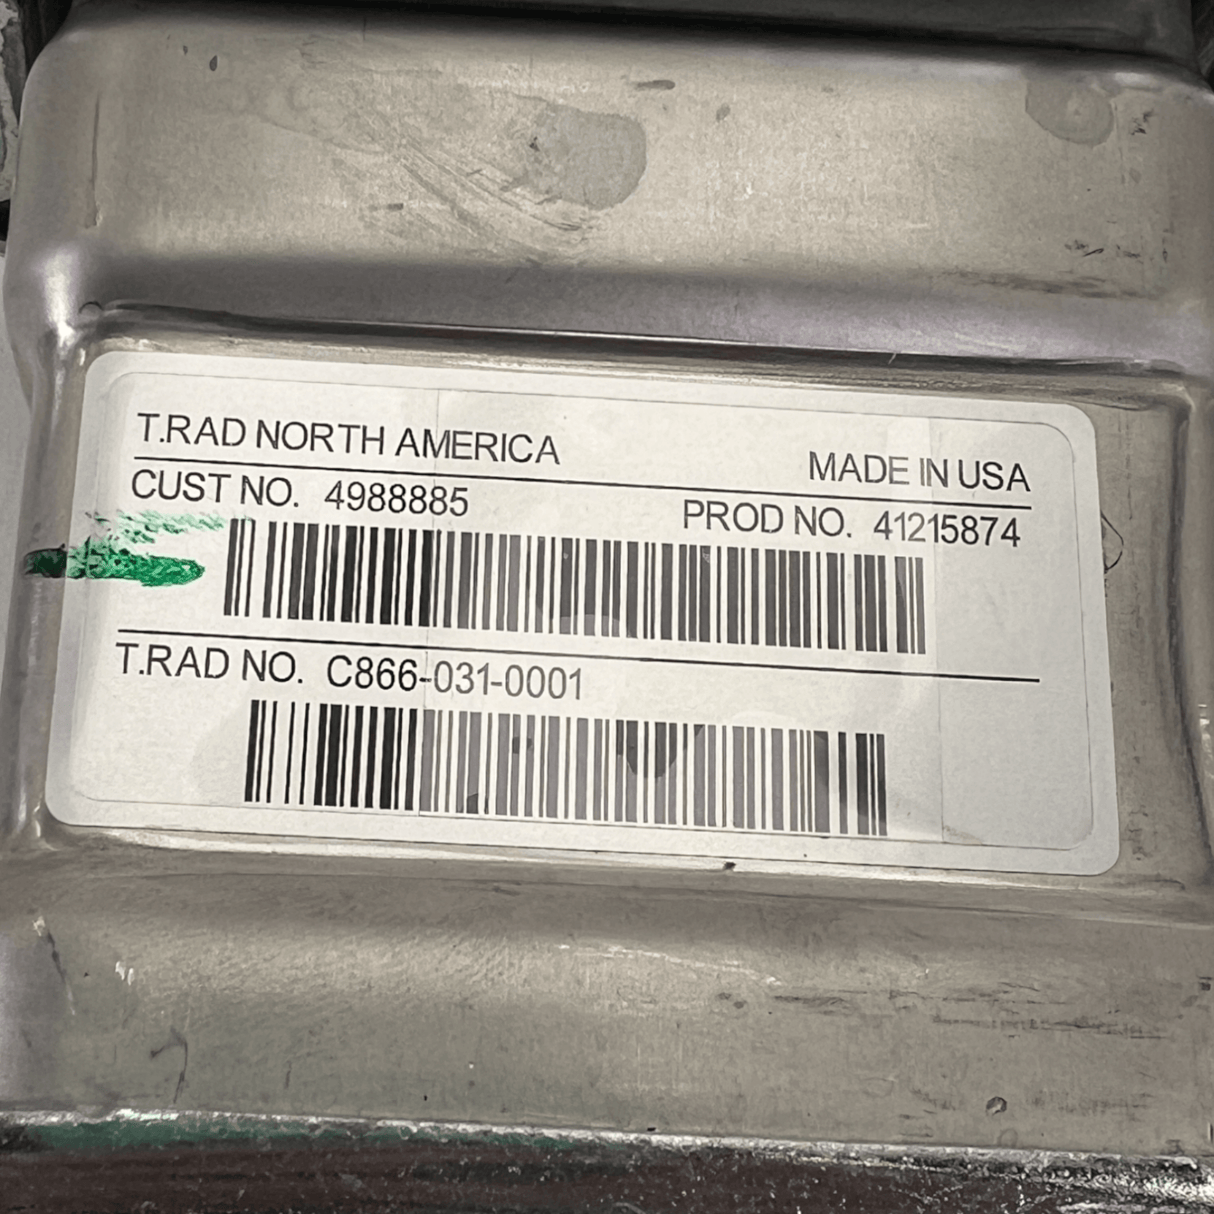 T.RAD NORTH AMERICA
MADE IN USA
CUST NO. 4988885
PROD NO. 41215874
T.RAD NO. C866-031-0001